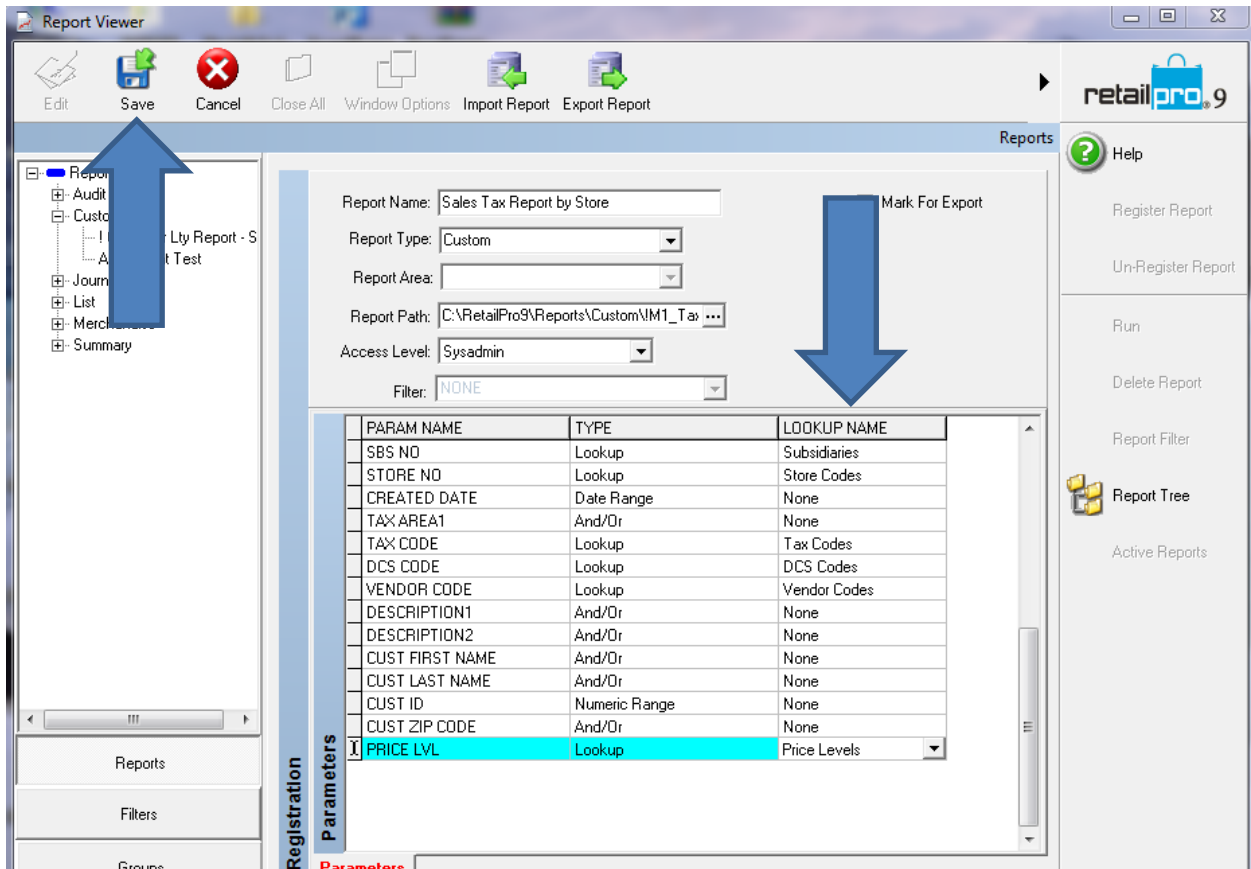 Report Viewer
Edit Save Cancel Close All Window Options Import Report Export Report
retailpro®9
Reports
Audit
! Lty Report - S
A t Test
List
Summary
Reports
Filters
Groups
Registration
Parameters
Report Name: Sales Tax Report by Store
Mark For Export
Report Type: Custom
Report Area:
Report Path: C:\RetailPro9\Reports\Custom\!M1_Tax ...
Access Level: Sysadmin
Filter: NONE
PARAM NAME TYPE LOOKUP NAME
SBS NO Lookup Subsidiaries
STORE NO Lookup Store Codes
CREATED DATE Date Range None
TAX AREA1 And/Or None
TAX CODE Lookup Tax Codes
DCS CODE Lookup DCS Codes
VENDOR CODE Lookup Vendor Codes
DESCRIPTION1 And/Or None
DESCRIPTION2 And/Or None
CUST FIRST NAME And/Or None
CUST LAST NAME And/Or None
CUST ID Numeric Range None
CUST ZIP CODE And/Or None
PRICE LVL Lookup Price Levels
Parameters
Help
Register Report
Un-Register Report
Run
Delete Report
Report Filter
Report Tree
Active Reports